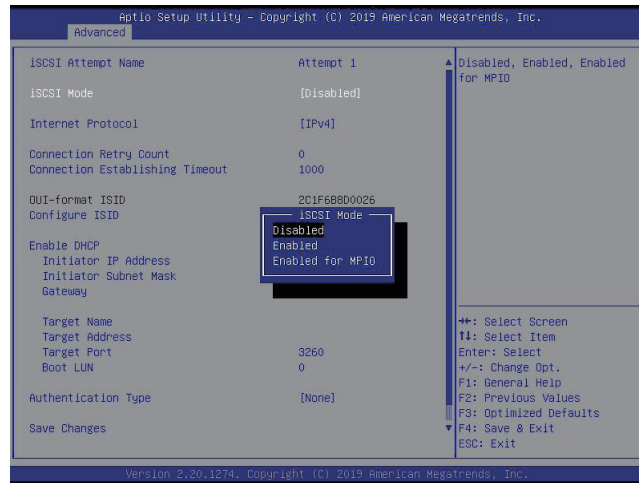 Aptio Setup Utility – Copyright (C) 2019 American Megatrends, Inc.
Advanced
iSCSI Attempt Name Attempt 1
iSCSI Mode [Disabled]
Internet Protocol [IPv4]
Connection Retry Count 0
Connection Establishing Timeout 1000
OUI-format ISID 2C1F6B8D0026
Configure ISID
Enable DHCP
Initiator IP Address
Initiator Subnet Mask
Gateway
Target Name
Target Address
Target Port 3260
Boot LUN 0
Authentication Type [None]
Save Changes
iSCSI Mode
Disabled
Enabled
Enabled for MPIO
Disabled, Enabled, Enabled
for MPIO
→←: Select Screen
↑↓: Select Item
Enter: Select
+/-: Change Opt.
F1: General Help
F2: Previous Values
F3: Optimized Defaults
F4: Save & Exit
ESC: Exit
Version 2.20.1274. Copyright (C) 2019 American Megatrends, Inc.